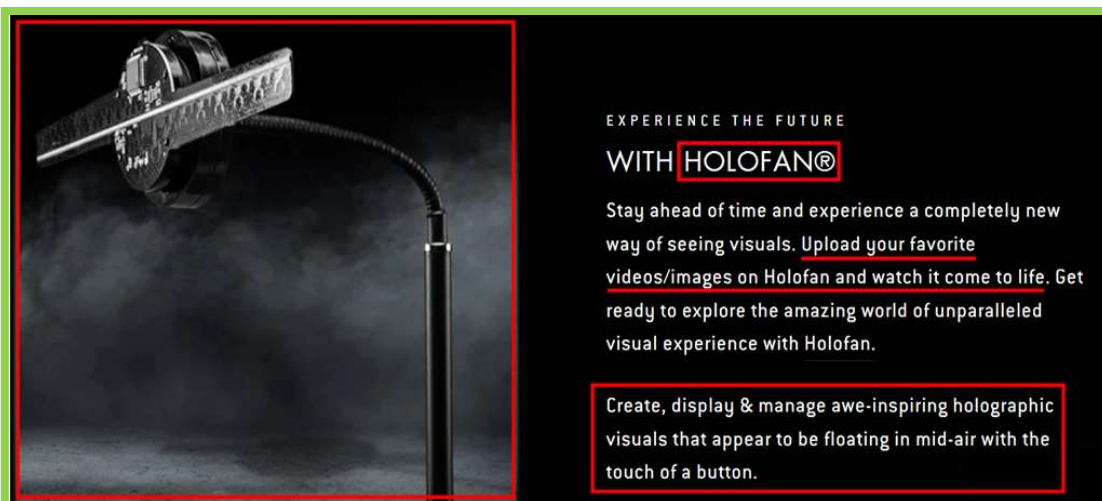 EXPERIENCE THE FUTURE
WITH HOLOFAN®
Stay ahead of time and experience a completely new
way of seeing visuals. Upload your favorite
videos/images on Holofan and watch it come to life. Get
ready to explore the amazing world of unparalleled
visual experience with Holofan.
Create, display & manage awe-inspiring holographic
visuals that appear to be floating in mid-air with the
touch of a button.